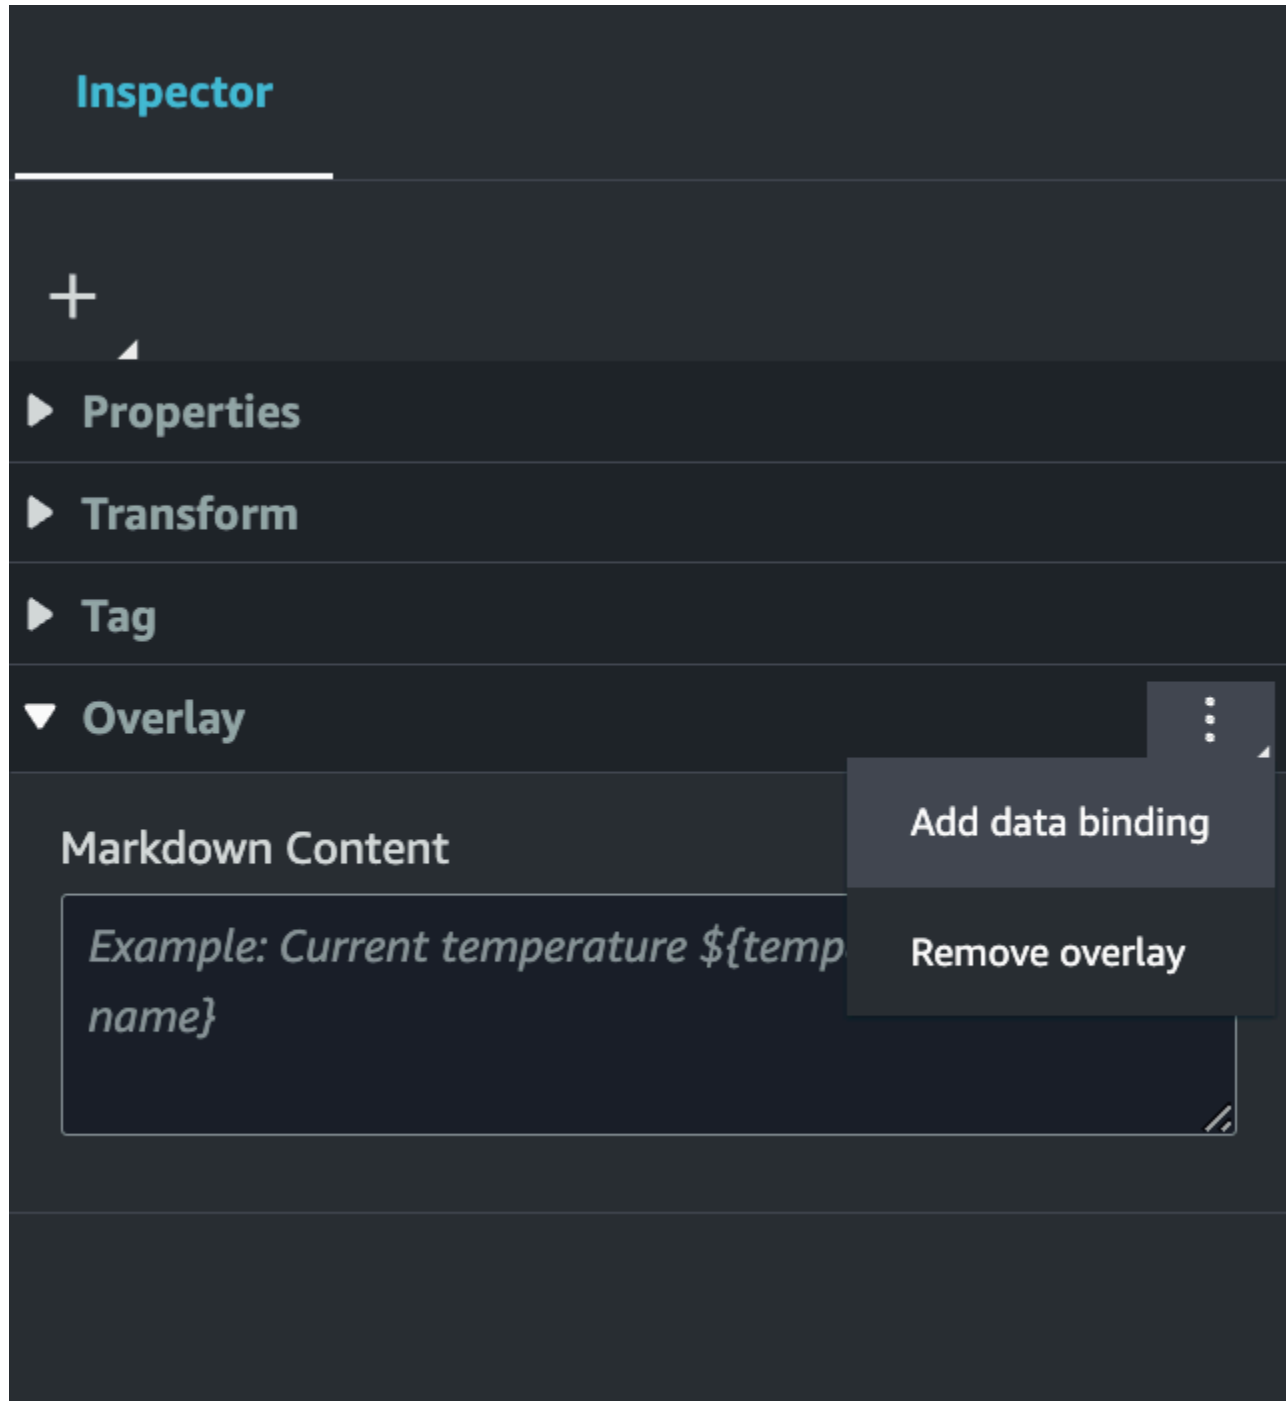 Inspector
Properties
Transform
Tag
Overlay
Add data binding
Remove overlay
Markdown Content
Example: Current temperature ${temp
name}